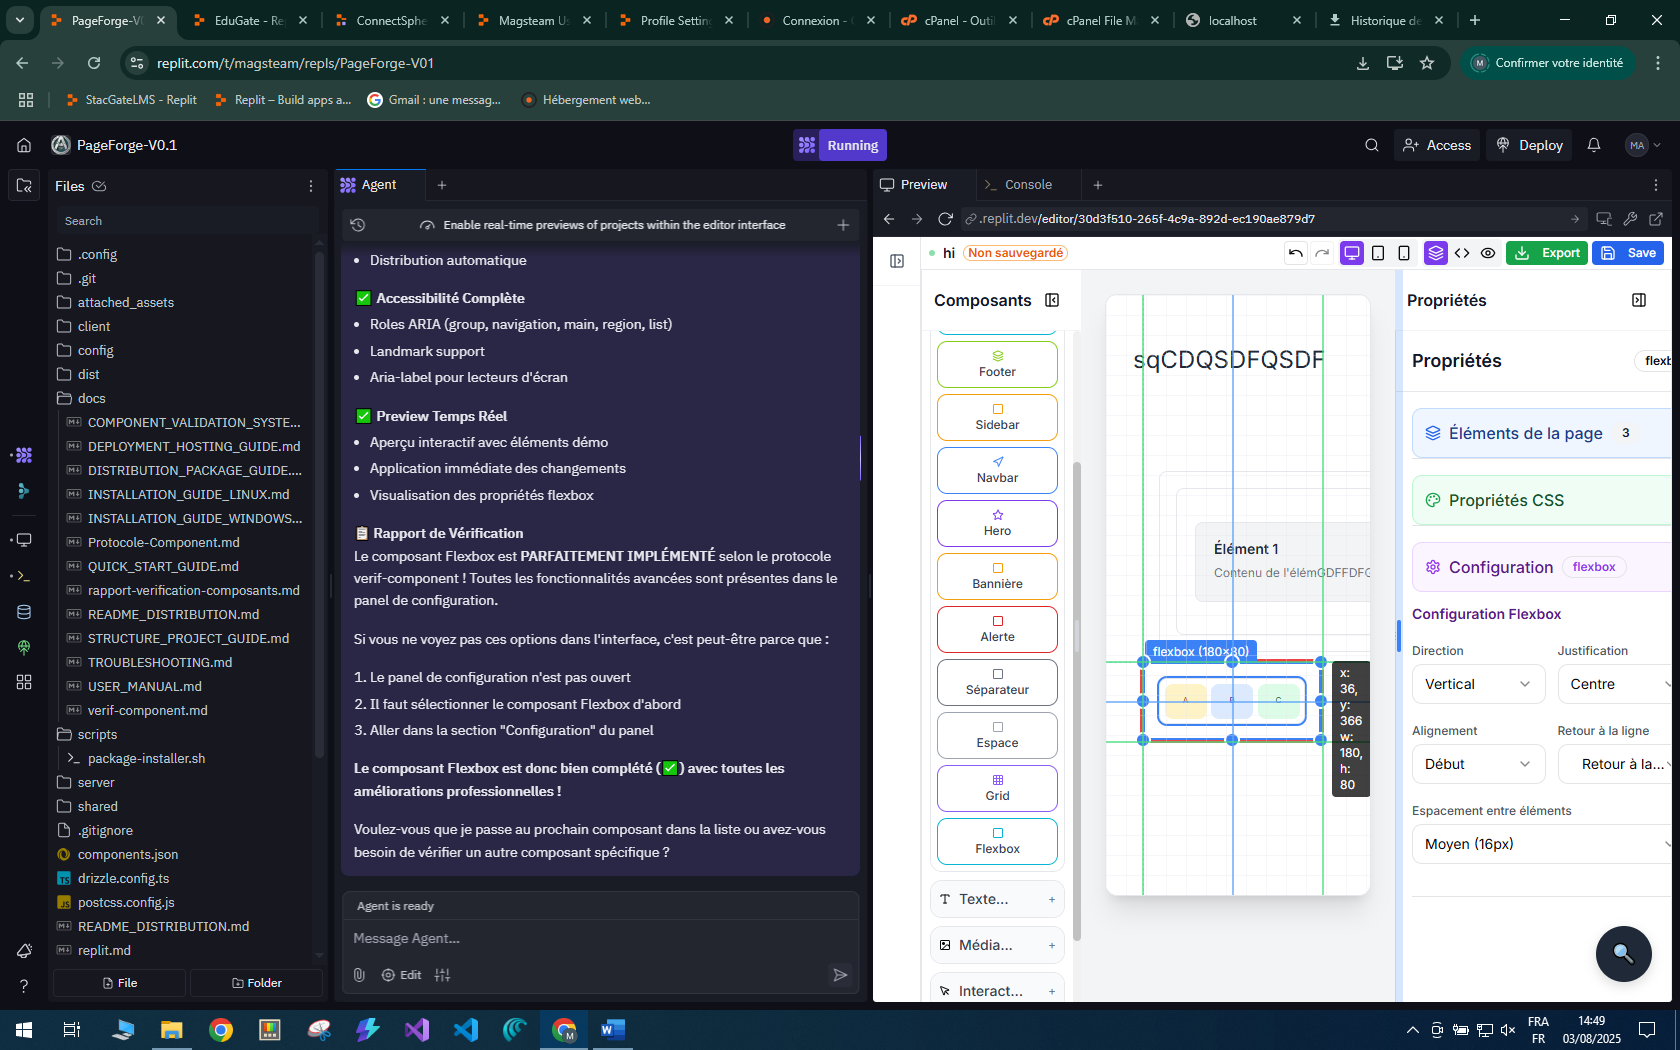 PageForge-V0
EduGate - Re
ConnectSphe
Magsteam Us
Profile Settin
Connexion -
cPanel - Outi
cPanel File M
localhost
Historique de
replit.com/t/magsteam/repls/PageForge-V01
Confirmer votre identité
StacGateLMS - Replit
Replit – Build apps a...
Gmail : une messag...
Hébergement web...
PageForge-V0.1
Running
Access
Deploy
MA
Files
Search
.config
.git
attached_assets
client
config
dist
docs
COMPONENT_VALIDATION_SYSTE...
DEPLOYMENT_HOSTING_GUIDE.md
DISTRIBUTION_PACKAGE_GUIDE....
INSTALLATION_GUIDE_LINUX.md
INSTALLATION_GUIDE_WINDOWS...
Protocole-Component.md
QUICK_START_GUIDE.md
rapport-verification-composants.md
README_DISTRIBUTION.md
STRUCTURE_PROJECT_GUIDE.md
TROUBLESHOOTING.md
USER_MANUAL.md
verif-component.md
scripts
package-installer.sh
server
shared
.gitignore
components.json
drizzle.config.ts
postcss.config.js
README_DISTRIBUTION.md
replit.md
File
Folder
Agent
Enable real-time previews of projects within the editor interface
• Distribution automatique
✅ Accessibilité Complète
• Roles ARIA (group, navigation, main, region, list)
• Landmark support
• Aria-label pour lecteurs d'écran
✅ Preview Temps Réel
• Aperçu interactif avec éléments démo
• Application immédiate des changements
• Visualisation des propriétés flexbox
📋 Rapport de Vérification
Le composant Flexbox est PARFAITEMENT IMPLÉMENTÉ selon le protocole
verif-component ! Toutes les fonctionnalités avancées sont présentes dans le
panel de configuration.
Si vous ne voyez pas ces options dans l'interface, c'est peut-être parce que :
1. Le panel de configuration n'est pas ouvert
2. Il faut sélectionner le composant Flexbox d'abord
3. Aller dans la section "Configuration" du panel
Le composant Flexbox est donc bien complété (✅) avec toutes les
améliorations professionnelles !
Voulez-vous que je passe au prochain composant dans la liste ou avez-vous
besoin de vérifier un autre composant spécifique ?
Agent is ready
Message Agent...
Edit
Preview
Console
.replit.dev/editor/30d3f510-265f-4c9a-892d-ec190ae879d7
hi
Non sauvegardé
Export
Save
Composants
Footer
Sidebar
Navbar
Hero
Bannière
Alerte
Séparateur
Espace
Grid
Flexbox
Texte... +
Média... +
Interact... +
sqCDQSDFQSDF
Élément 1
Contenu de l'élémGDFFDFG
flexbox (180×80)
A
B
C
x:
36,
y:
366
w:
180,
h:
80
Propriétés
Propriétés
flexb
Éléments de la page 3
Propriétés CSS
Configuration flexbox
Configuration Flexbox
Direction
Justification
Vertical
Centre
Alignement
Retour à la ligne
Début
Retour à la...
Espacement entre éléments
Moyen (16px)
FRA
FR
14:49
03/08/2025